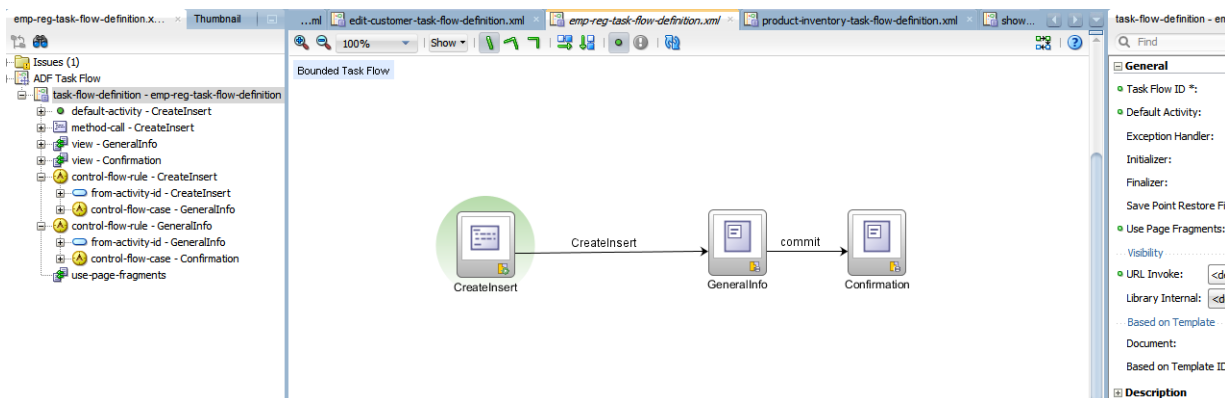 emp-reg-task-flow-definition.x...
Thumbnail
Issues (1)
ADF Task Flow
task-flow-definition - emp-reg-task-flow-definition
default-activity - CreateInsert
method-call - CreateInsert
view - GeneralInfo
view - Confirmation
control-flow-rule - CreateInsert
from-activity-id - CreateInsert
control-flow-case - GeneralInfo
control-flow-rule - GeneralInfo
from-activity-id - GeneralInfo
control-flow-case - Confirmation
use-page-fragments
...ml
edit-customer-task-flow-definition.xml
emp-reg-task-flow-definition.xml
product-inventory-task-flow-definition.xml
show...
100%
Show
Bounded Task Flow
CreateInsert
commit
CreateInsert
GeneralInfo
Confirmation
task-flow-definition - em
Find
General
Task Flow ID *:
Default Activity:
Exception Handler:
Initializer:
Finalizer:
Save Point Restore Fi
Use Page Fragments:
Visibility
URL Invoke:
<de
Library Internal:
<d
Based on Template
Document:
Based on Template ID
Description